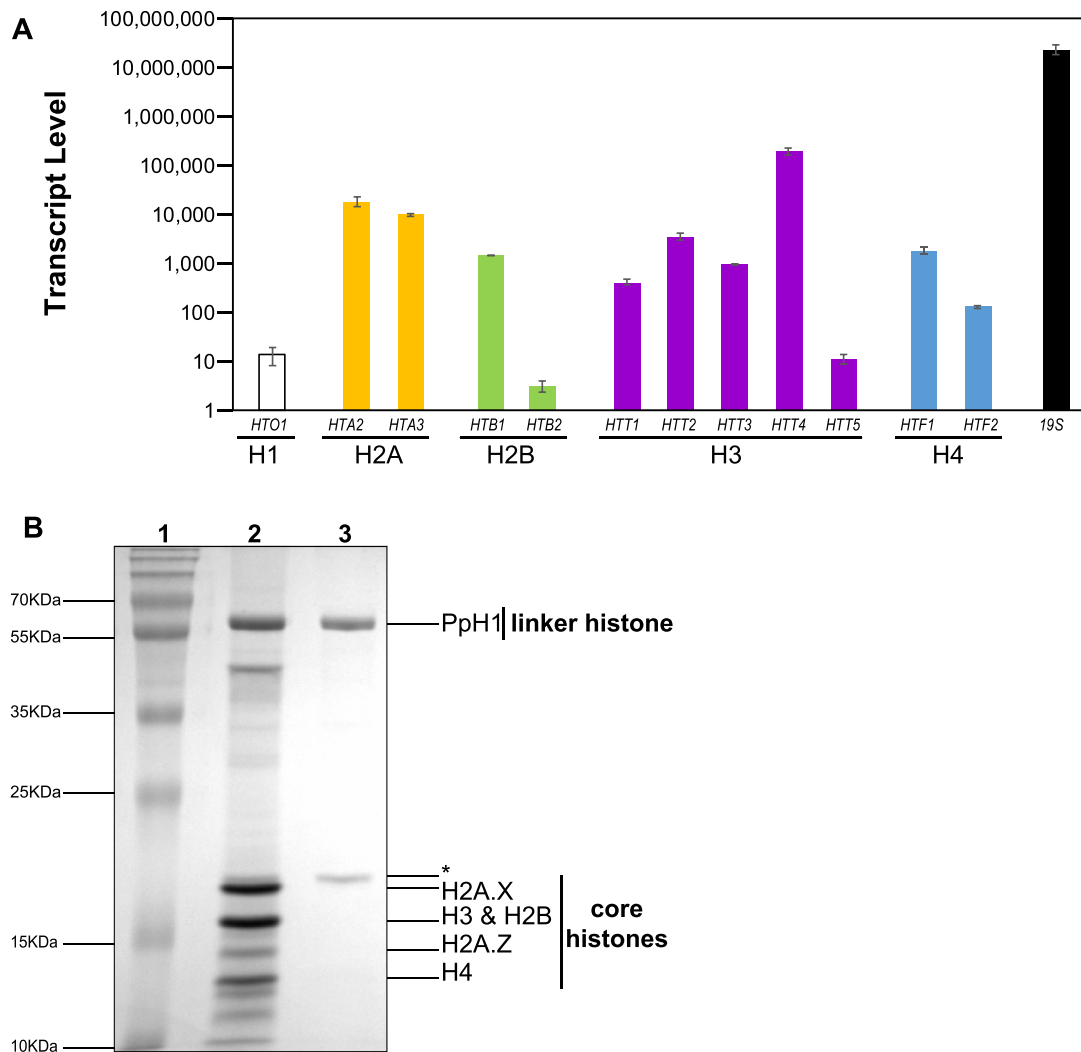 A
Transcript Level
100,000,000
10,000,000
1,000,000
100,000
10,000
1,000
100
10
1
HTO1 HTA2 HTA3 HTB1 HTB2 HTT1 HTT2 HTT3 HTT4 HTT5 HTF1 HTF2 19S
H1 H2A H2B H3 H4
B
1 2 3
70KDa
55KDa
35KDa
25KDa
15KDa
10KDa
PpH1 linker histone
*
H2A.X
H3 & H2B
H2A.Z
H4
core
histones